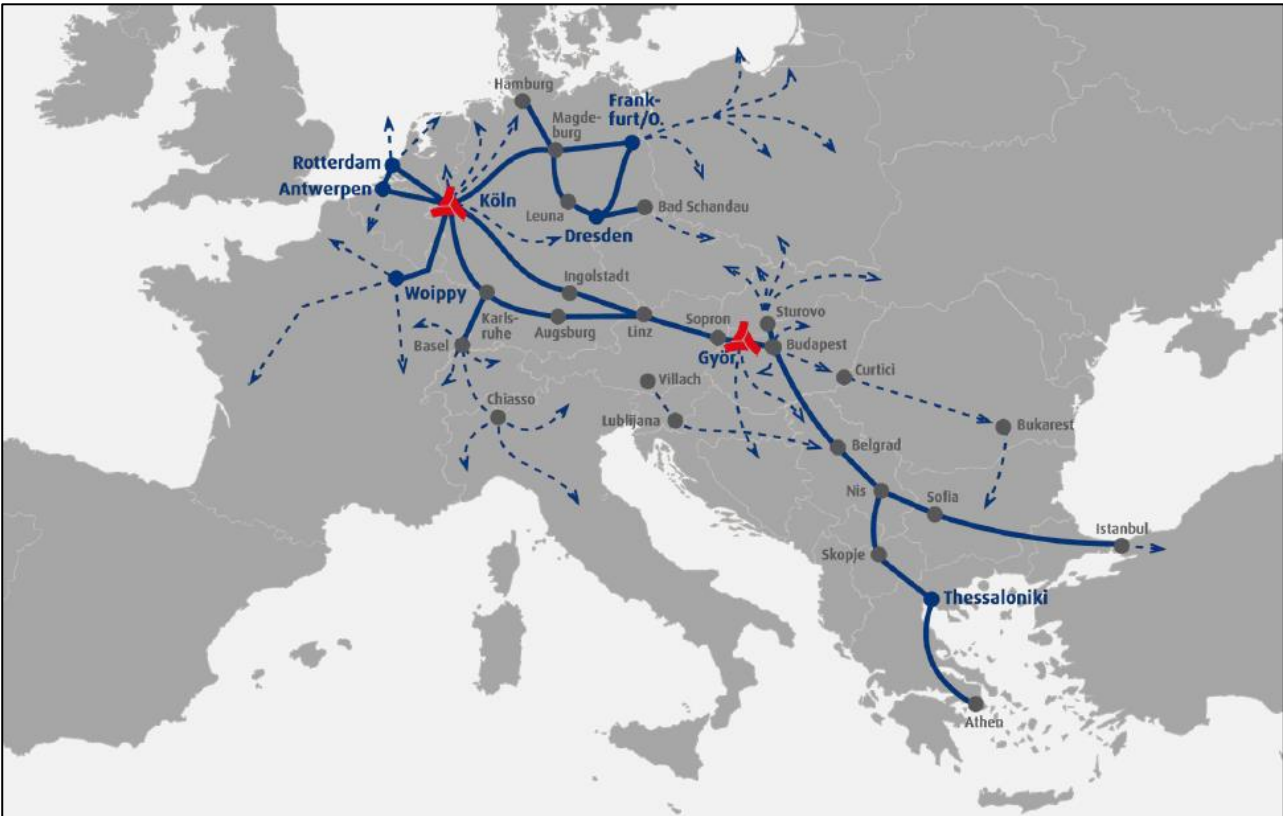 Hamburg
Frank-
furt/O.
Magde-
burg
Rotterdam
Antwerpen
Köln
Leuna
Bad Schandau
Dresden
Ingolstadt
Woippy
Karls-
ruhe
Augsburg
Linz
Sopron
Sturovo
Basel
Györ
Budapest
Curtici
Villach
Chiasso
Lublijana
Bukarest
Belgrad
Nis
Sofia
Istanbul
Skopje
Thessaloniki
Athen